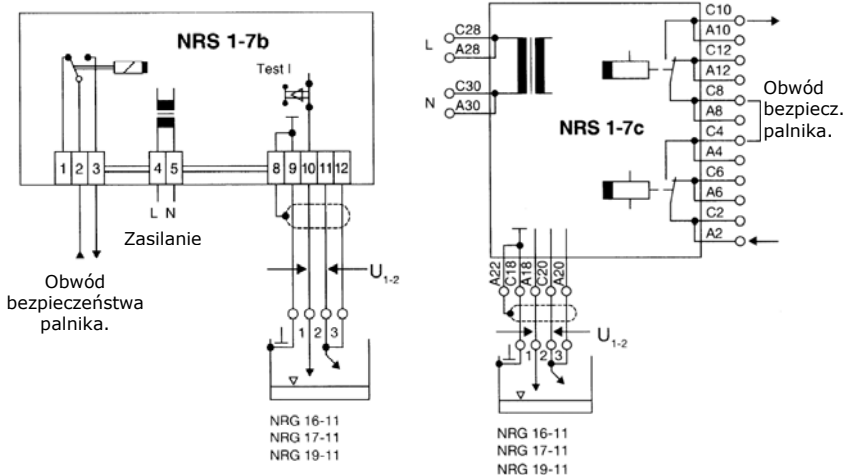 NRS 1-7b
Test I
1 2 3 4 5 8 9 10 11 12
L N
Zasilanie
Obwód
bezpieczeństwa
palnika.
U1-2
1 2 3
NRG 16-11
NRG 17-11
NRG 19-11
L
C28
A28
N
C30
A30
NRS 1-7c
C10
A10
C12
A12
C8
A8
C4
A4
C6
A6
C2
A2
Obwód
bezpiecz.
palnika.
A22
C18
A18
C20
A20
U1-2
1 2 3
NRG 16-11
NRG 17-11
NRG 19-11